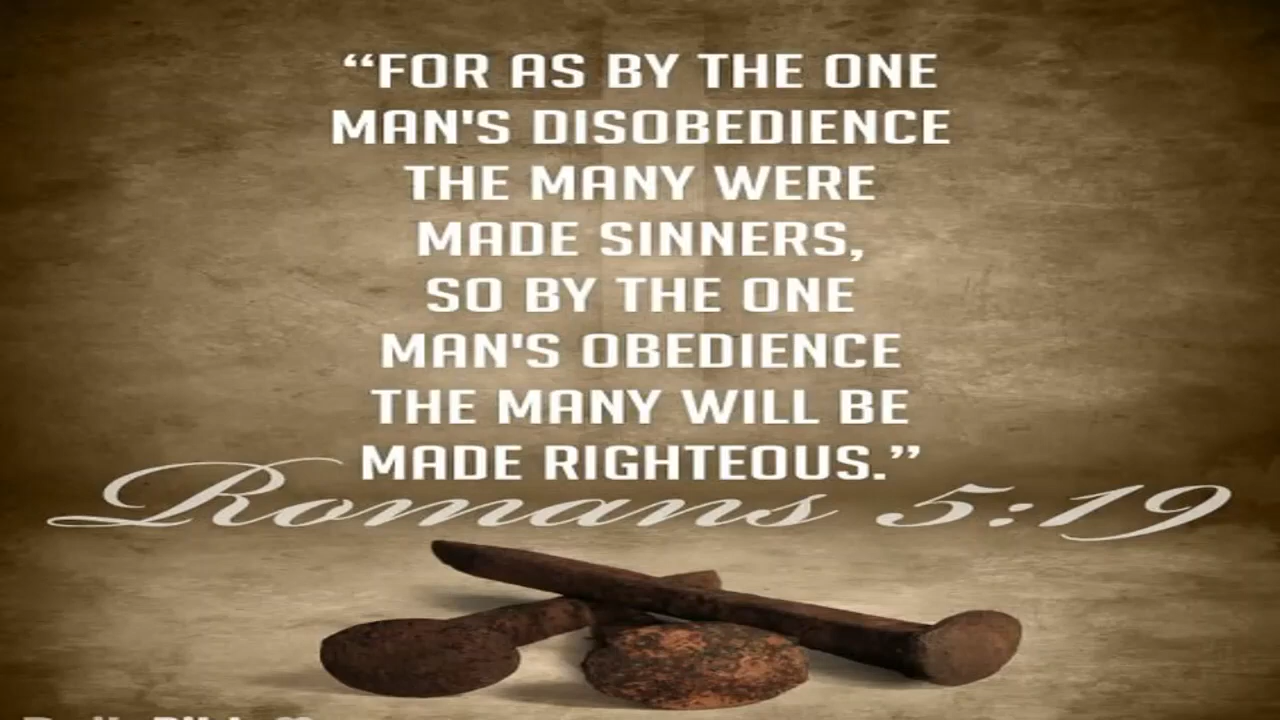 “FOR AS BY THE ONE
MAN'S DISOBEDIENCE
THE MANY WERE
MADE SINNERS,
SO BY THE ONE
MAN'S OBEDIENCE
THE MANY WILL BE
MADE RIGHTEOUS.”
Romans 5:19